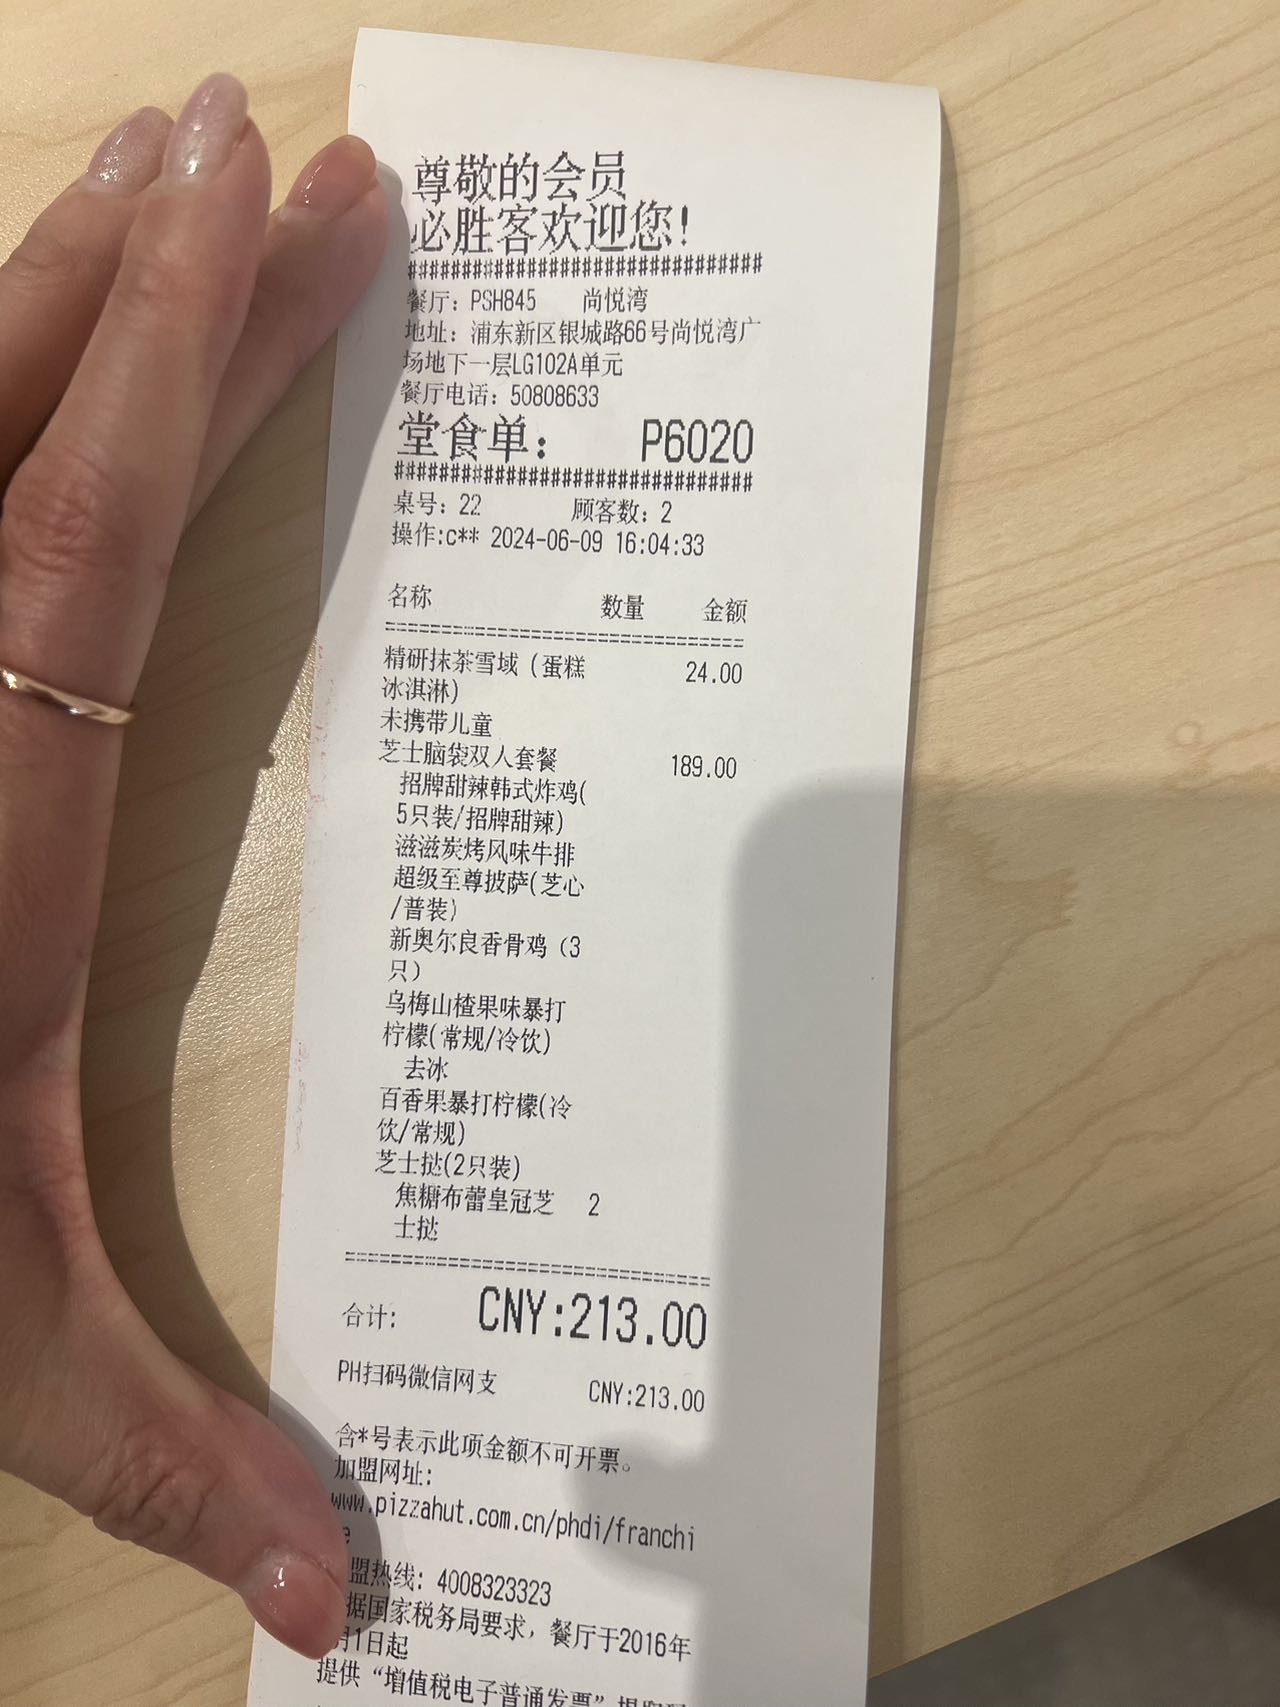 尊敬的会员
必胜客欢迎您!
################################
餐厅: PSH845 尚悦湾
地址: 浦东新区银城路66号尚悦湾广
场地下一层LG102A单元
餐厅电话: 50808633
堂食单: P6020
################################
桌号: 22 顾客数: 2
操作:c** 2024-06-09 16:04:33
名称 数量 金额
精研抹茶雪域（蛋糕 24.00
冰淇淋）
未携带儿童
芝士脑袋双人套餐 189.00
招牌甜辣韩式炸鸡(
5只装/招牌甜辣)
滋滋炭烤风味牛排
超级至尊披萨(芝心
/普装)
新奥尔良香骨鸡（3
只）
乌梅山楂果味暴打
柠檬(常规/冷饮)
去冰
百香果暴打柠檬(冷
饮/常规)
芝士挞(2只装)
焦糖布蕾皇冠芝 2
士挞
合计: CNY:213.00
PH扫码微信网支 CNY:213.00
含*号表示此项金额不可开票。
加盟网址:
www.pizzahut.com.cn/phdi/franchi
e
盟热线: 4008323323
据国家税务局要求，餐厅于2016年
月1日起
提供“增值税电子普通发票”